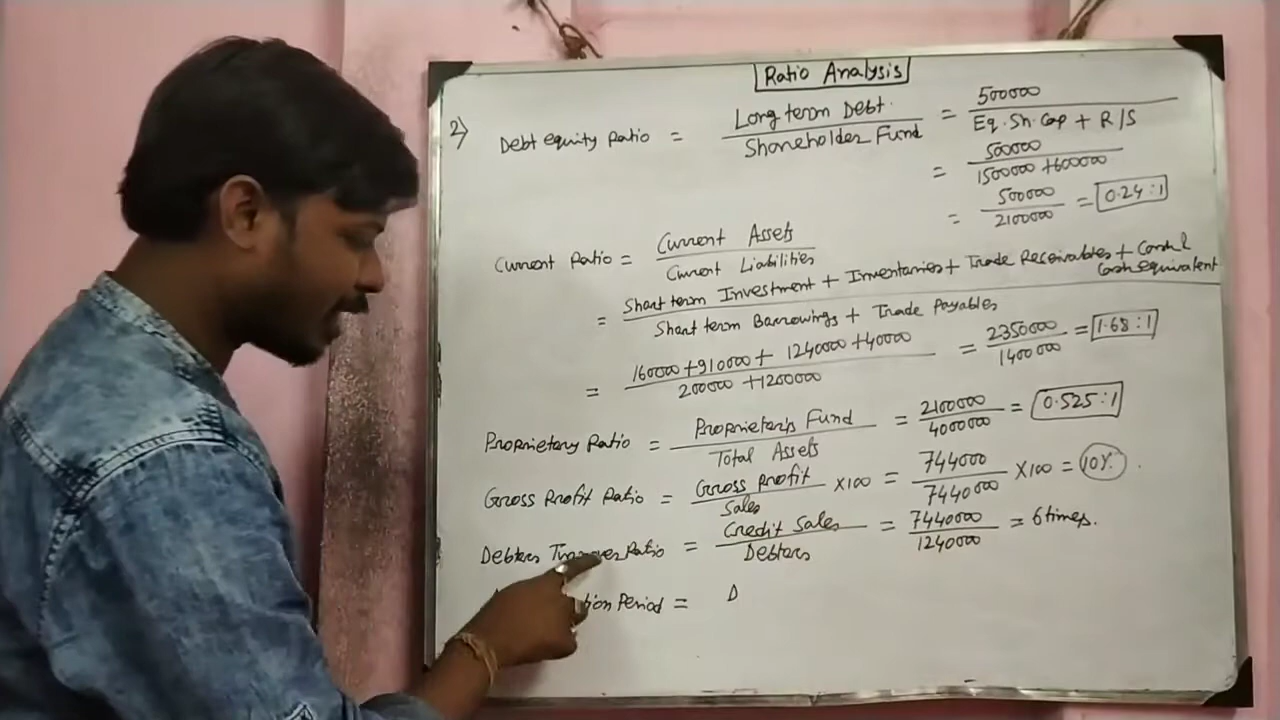 Ratio Analysis
2) Debt equity Ratio = Long term Debt. / Shareholder Fund = 500000 / Eq. Sh. Cap + R/S
= 500000 / 1500000 + 600000
= 500000 / 2100000 = 0.24 : 1
Current Ratio = Current Assets / Current Liabilities
= Short term Investment + Inventories + Trade Receivables + Cash & Cash equivalent / Short term Borrowings + Trade Payables
= 160000 + 910000 + 1240000 + 40000 / 200000 + 1200000 = 2350000 / 1400000 = 1.68 : 1
Proprietory Ratio = Proprietor's Fund / Total Assets = 2100000 / 4000000 = 0.525 : 1
Gross Profit Ratio = Gross Profit / Sales X100 = 744000 / 7440000 X100 = 10%.
Debtors Ratio = Credit Sales / Debtors = 7440000 / 1240000 = 6 times.
Period = D